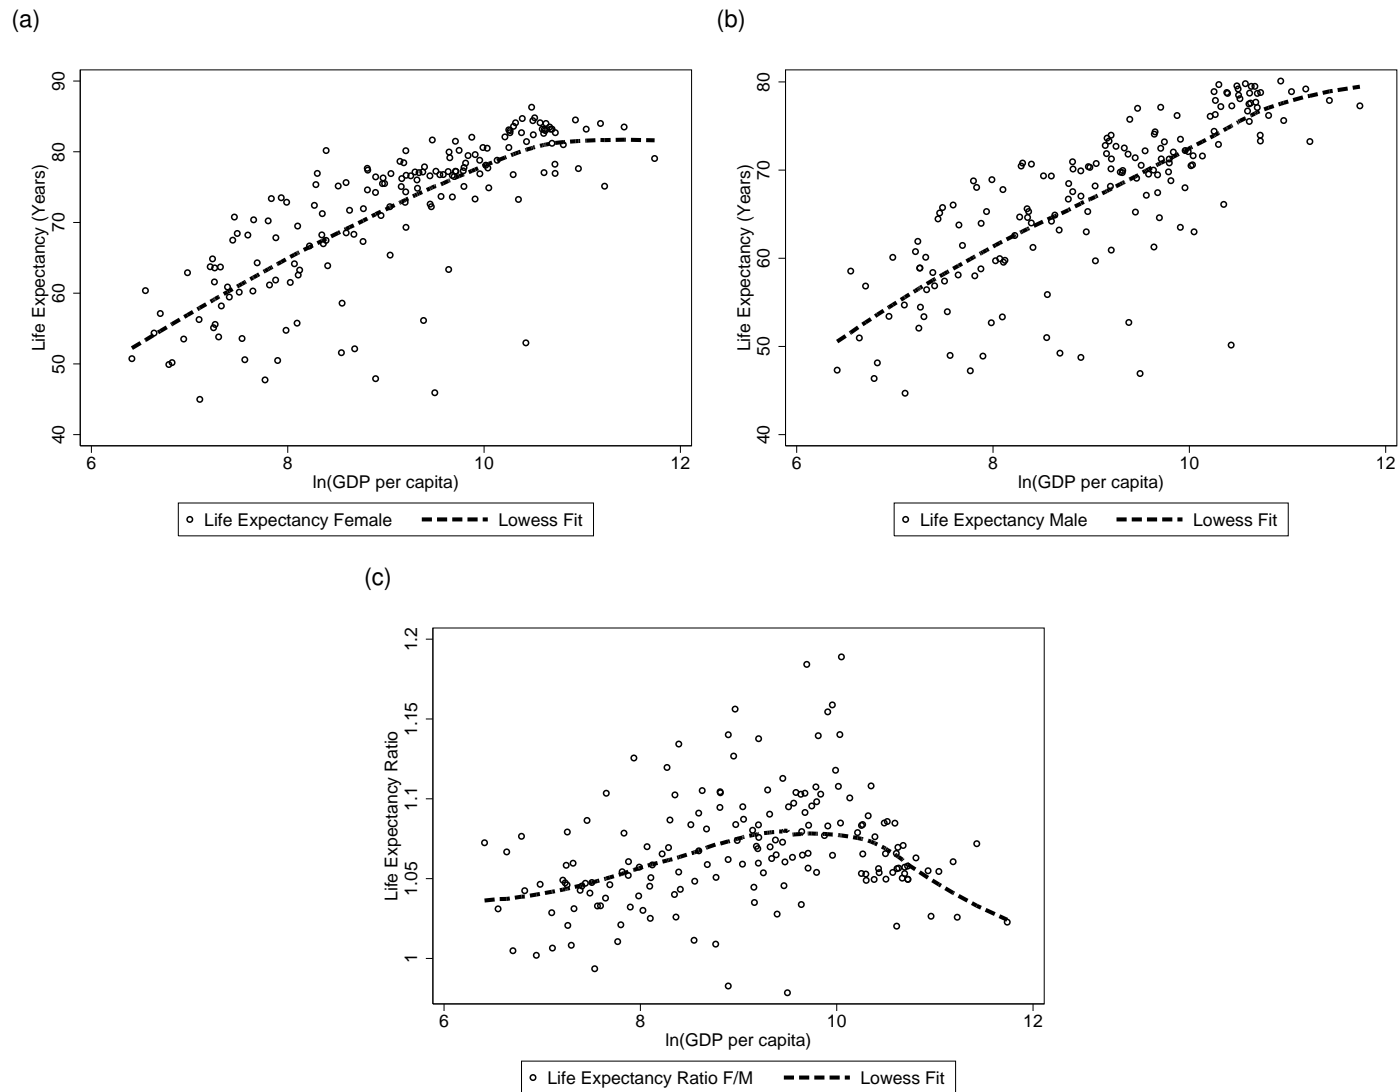 (a)
Life Expectancy (Years)
90
80
70
60
50
40
6 8 10 12
ln(GDP per capita)
Life Expectancy Female Lowess Fit
(b)
Life Expectancy (Years)
80
70
60
50
40
6 8 10 12
ln(GDP per capita)
Life Expectancy Male Lowess Fit
(c)
Life Expectancy Ratio
1.2
1.15
1.1
1.05
1
6 8 10 12
ln(GDP per capita)
Life Expectancy Ratio F/M Lowess Fit